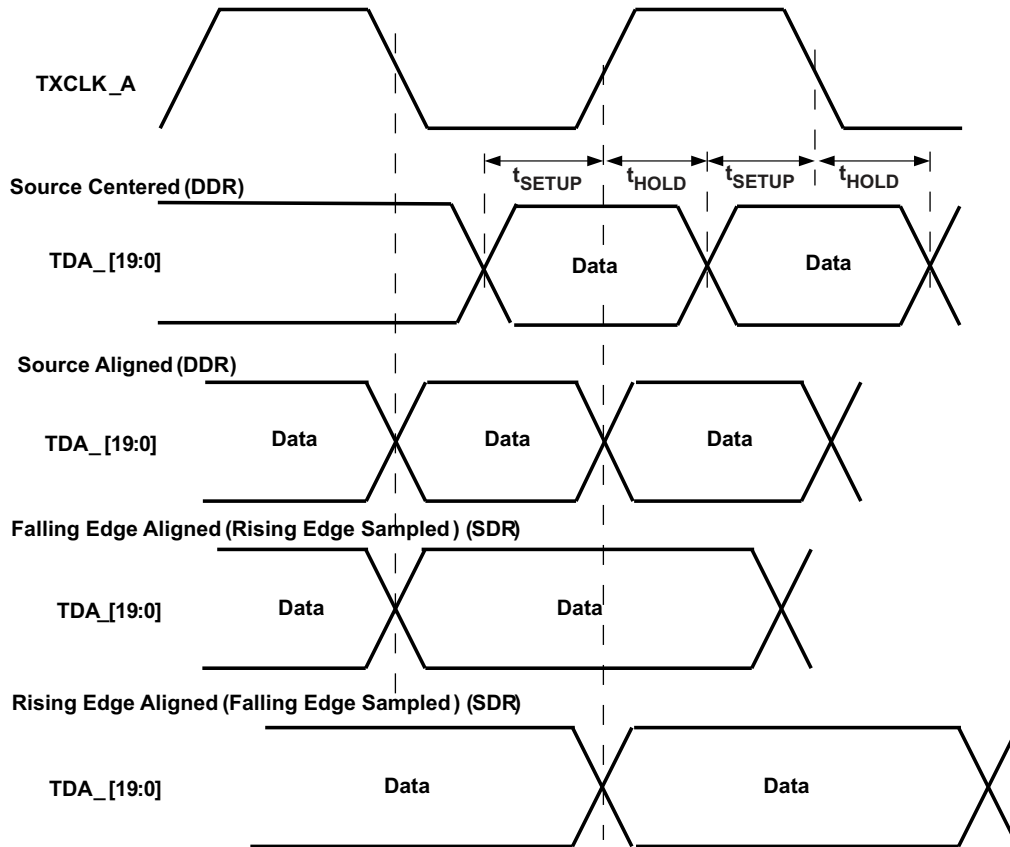 TXCLK_A
tSETUP tHOLD tSETUP tHOLD
Source Centered (DDR)
TDA_[19:0] Data Data
Source Aligned (DDR)
TDA_[19:0] Data Data Data
Falling Edge Aligned (Rising Edge Sampled) (SDR)
TDA_[19:0] Data Data
Rising Edge Aligned (Falling Edge Sampled) (SDR)
TDA_[19:0] Data Data